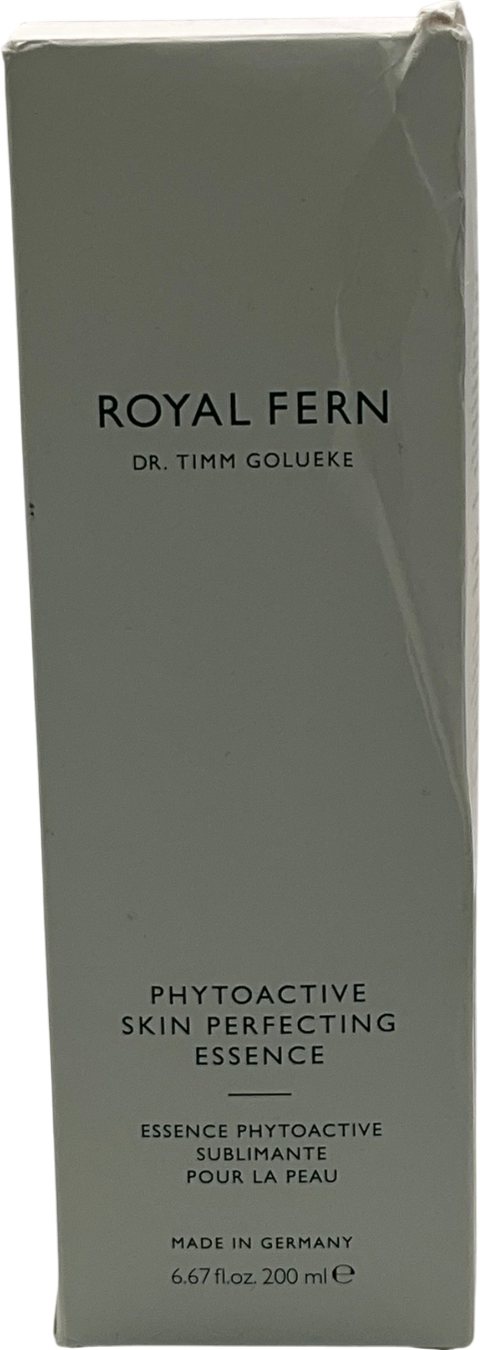 ROYAL FERN
DR. TIMM GOLUEKE
PHYTOACTIVE
SKIN PERFECTING
ESSENCE
ESSENCE PHYTOACTIVE
SUBLIMANTE
POUR LA PEAU
MADE IN GERMANY
6.67 fl.oz. 200 ml ℮